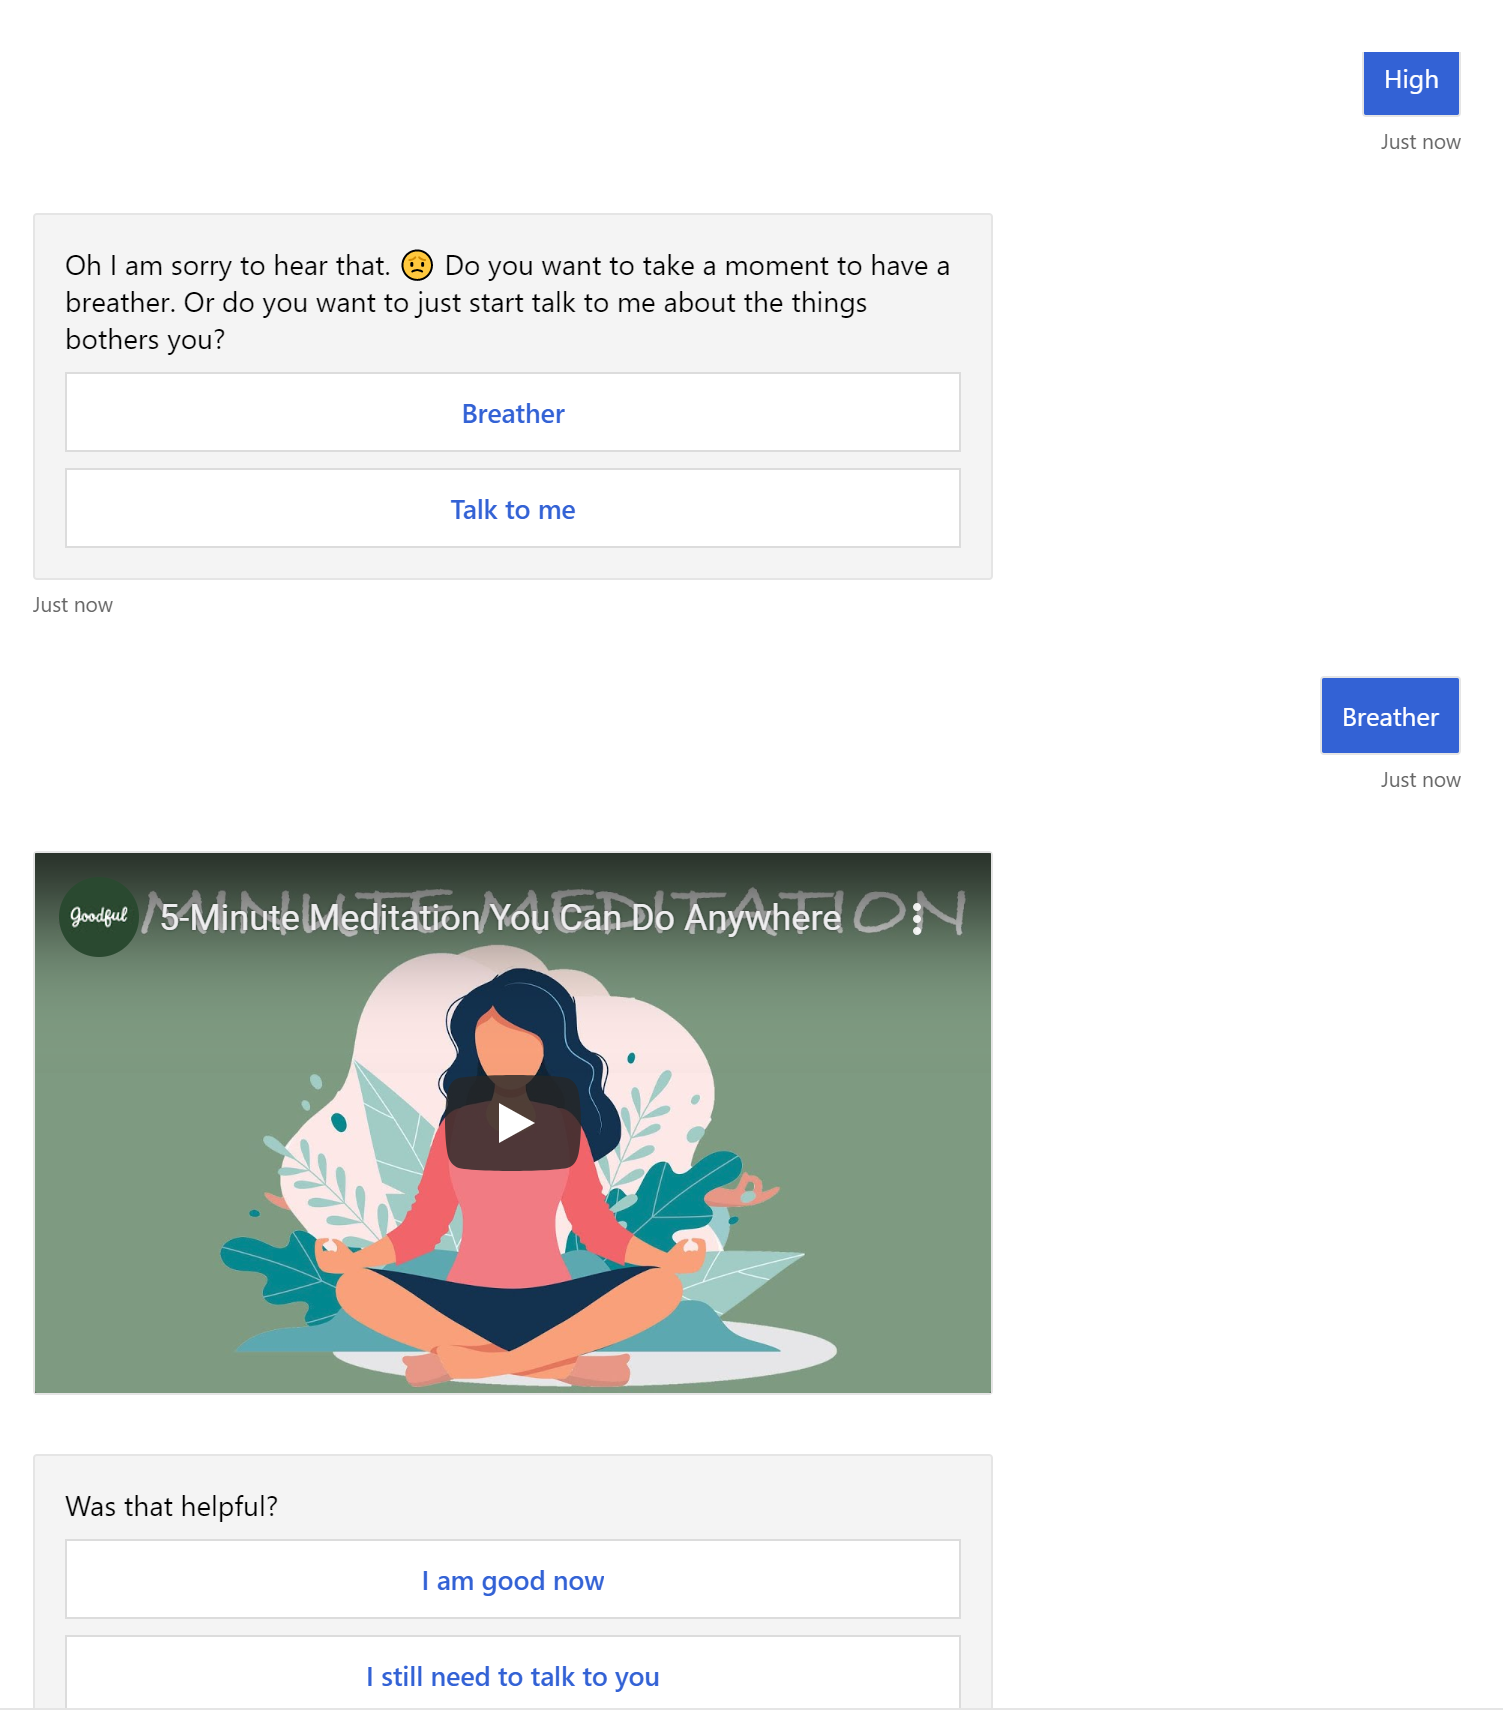 High
Just now
Oh I am sorry to hear that. 😟 Do you want to take a moment to have a
breather. Or do you want to just start talk to me about the things
bothers you?
Breather
Talk to me
Just now
Breather
Just now
MINUTE MEDITATION
goodful
5-Minute Meditation You Can Do Anywhere
Was that helpful?
I am good now
I still need to talk to you